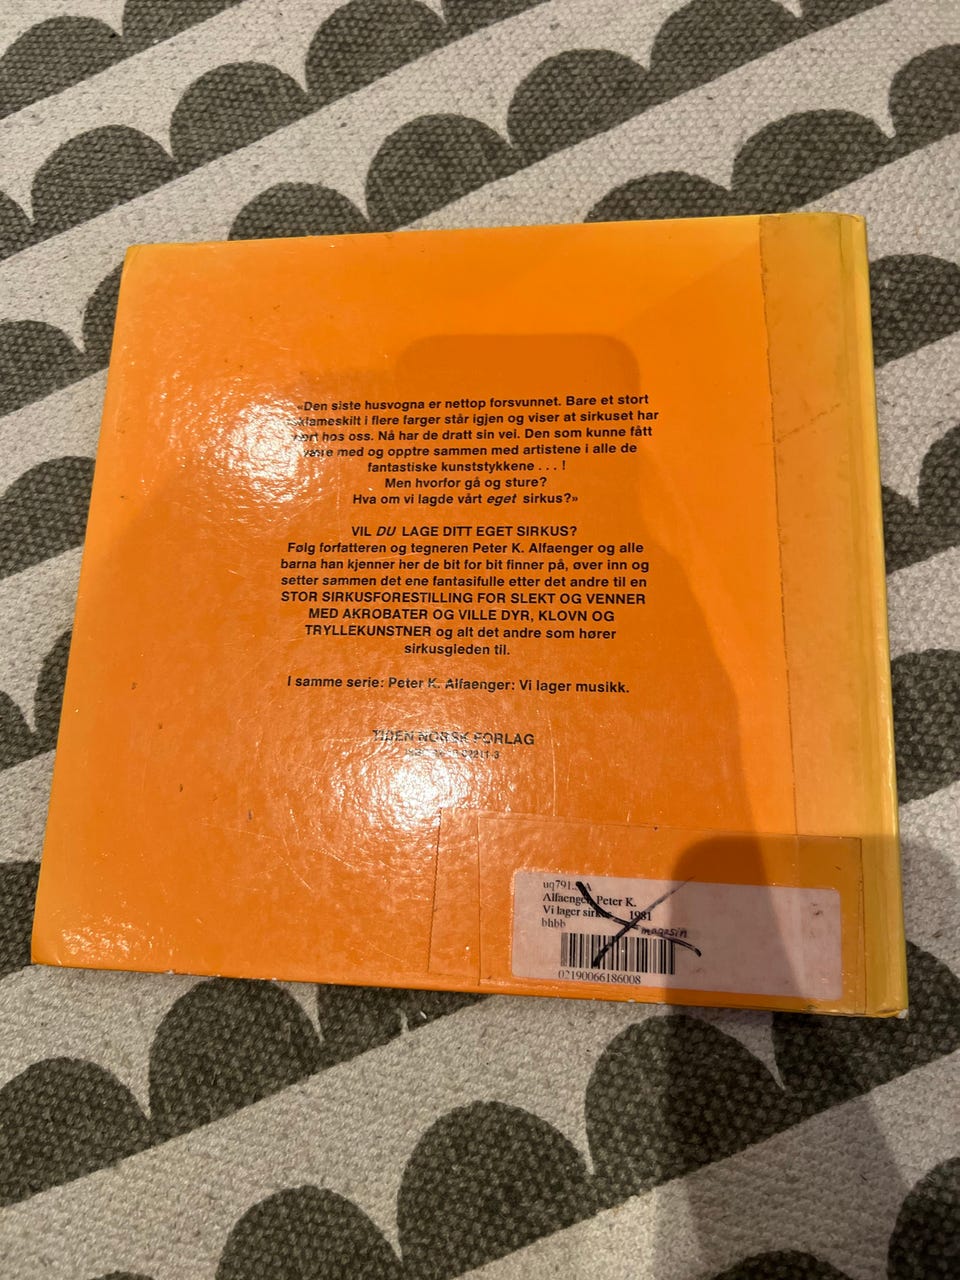 «Den siste husvogna er nettop forsvunnet. Bare et stort
i flere farger står igjen og viser at sirkuset har
hos oss. Nå har de dratt sin vei. Den som kunne fått
være med og opptre sammen med artistene i alle de
fantastiske kunststykkene . . . !
Men hvorfor gå og sture?
Hva om vi lagde vårt eget sirkus?»
VIL DU LAGE DITT EGET SIRKUS?
Følg forfatteren og tegneren Peter K. Alfaenger og alle
barna han kjenner her de bit for bit finner på, øver inn og
setter sammen det ene fantasifulle etter det andre til en
STOR SIRKUSFORESTILLING FOR SLEKT OG VENNER
MED AKROBATER OG VILLE DYR, KLOVN OG
TRYLLEKUNSTNER og alt det andre som hører
sirkusgleden til.
I samme serie: Peter K. Alfaenger: Vi lager musikk.
TIDEN NORSK FORLAG
Alfaenger, Peter K.
Vi lager sirkus 1981
bhbb
magasin
02190066186008